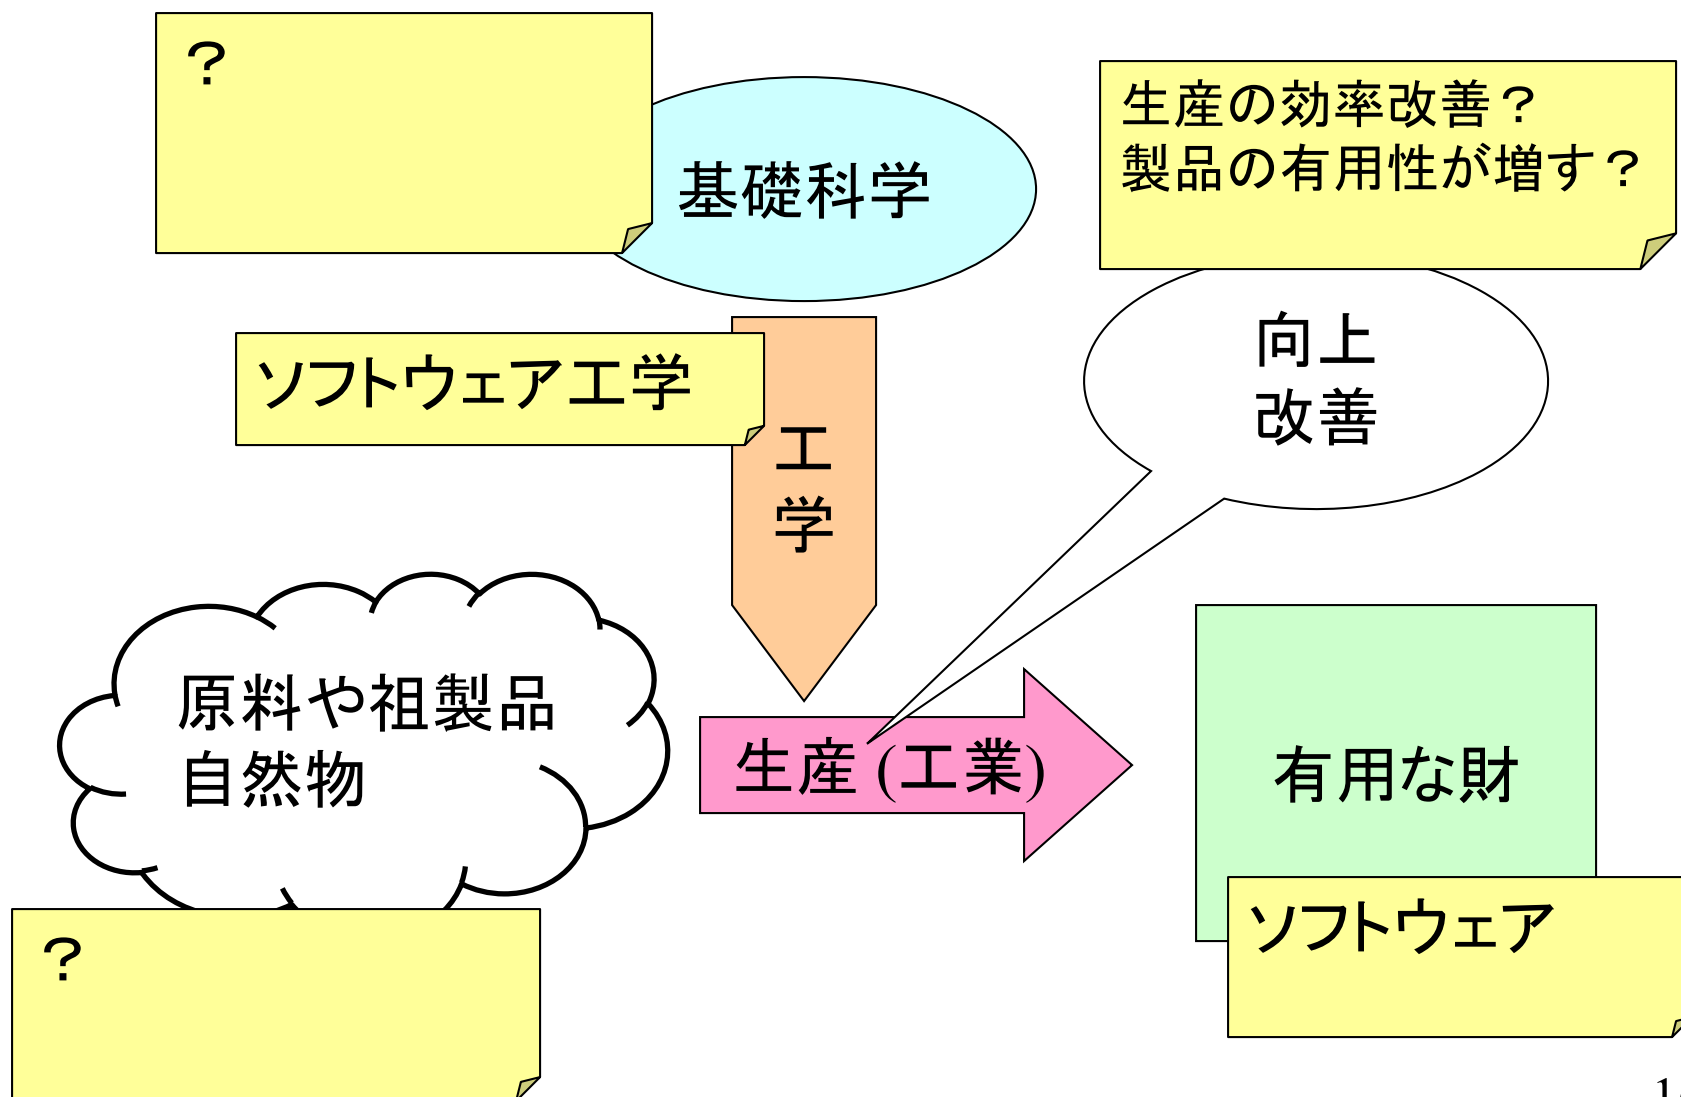 ？
基礎科学
生産の効率改善？
製品の有用性が増す？
ソフトウェア工学
向上
改善
工
学
原料や祖製品
自然物
生産 (工業)
有用な財
ソフトウェア
？